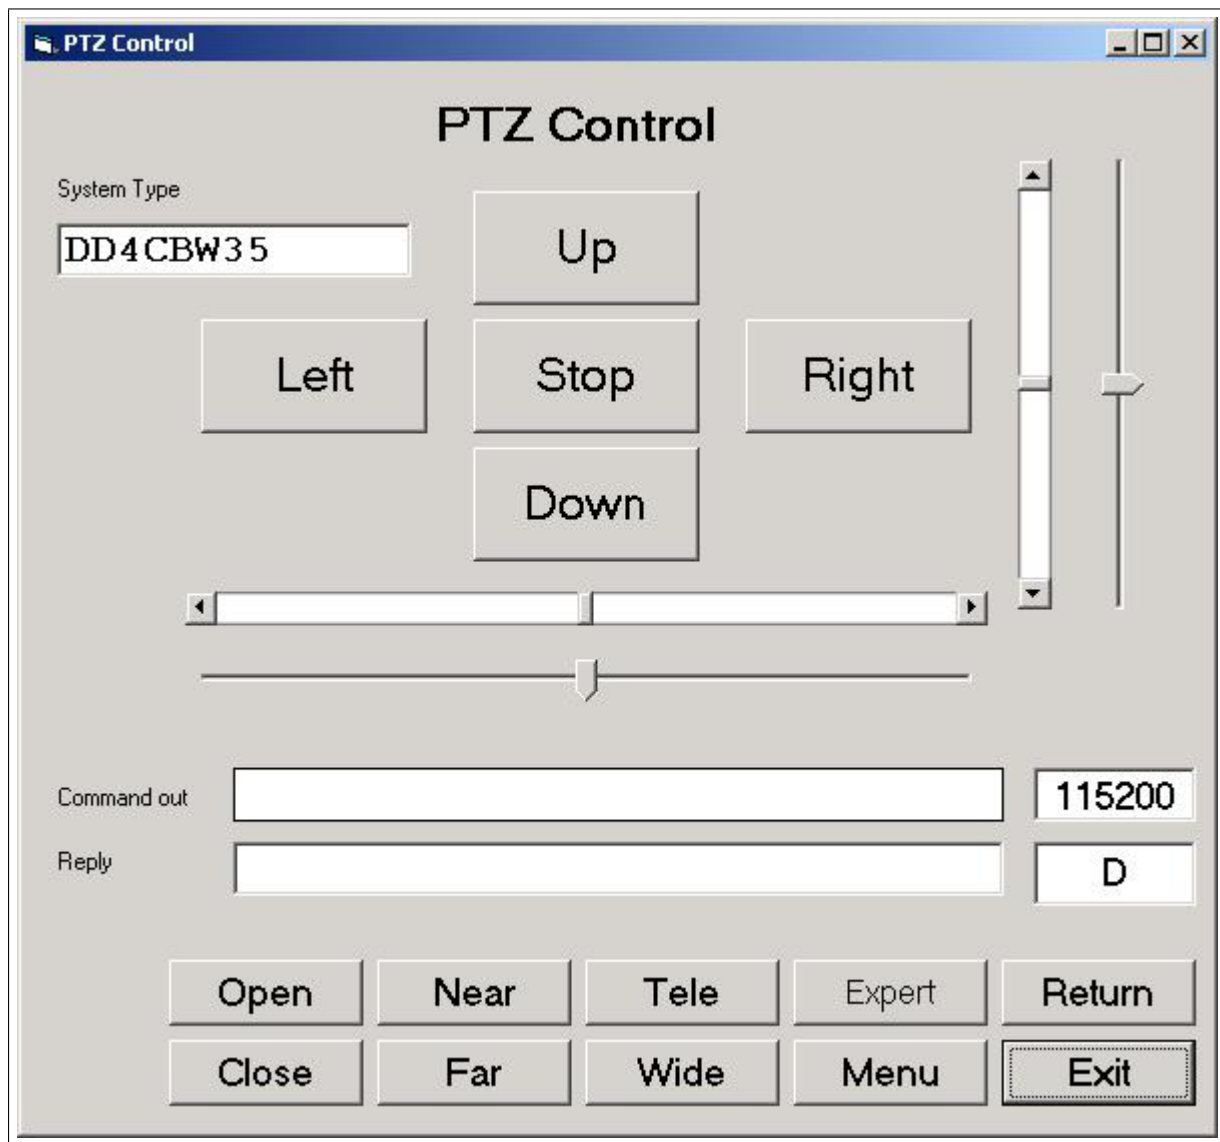 PTZ Control
PTZ Control
System Type
DD4CBW35
Up
Left Stop Right
Down
Command out 115200
Reply D
Open Near Tele Expert Return
Close Far Wide Menu Exit